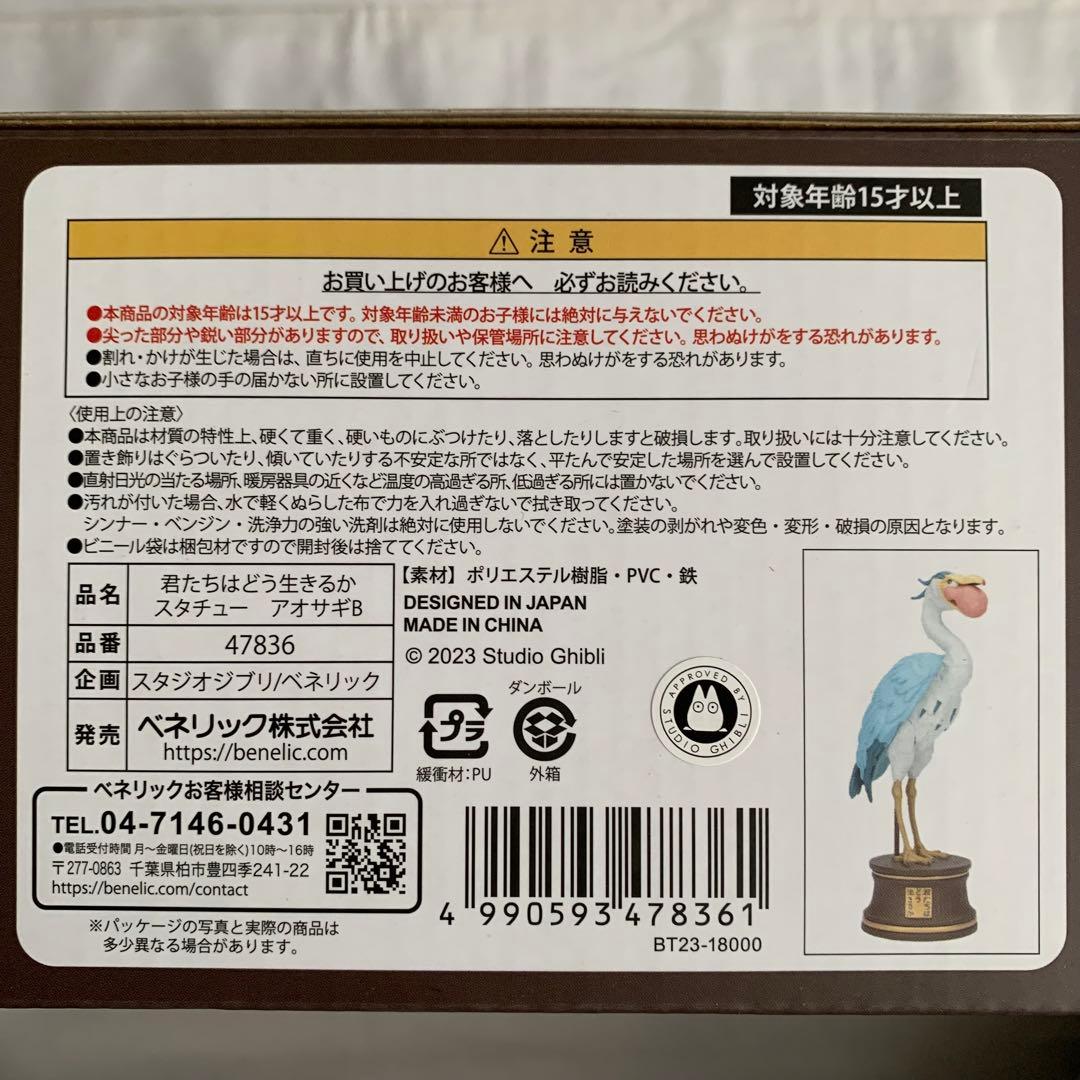 対象年齢15才以上
⚠ 注 意
お買い上げのお客様へ　必ずお読みください。
●本商品の対象年齢は15才以上です。対象年齢未満のお子様には絶対に与えないでください。
●尖った部分や鋭い部分がありますので、取り扱いや保管場所に注意してください。思わぬけがをする恐れがあります。
●割れ・かけが生じた場合は、直ちに使用を中止してください。思わぬけがをする恐れがあります。
●小さなお子様の手の届かない所に設置してください。
〈使用上の注意〉
●本商品は材質の特性上、硬くて重く、硬いものにぶつけたり、落としたりしますと破損します。取り扱いには十分注意してください。
●置き飾りはぐらついたり、傾いていたりする不安定な所ではなく、平たんで安定した場所を選んで設置してください。
●直射日光の当たる場所、暖房器具の近くなど温度の高過ぎる所、低過ぎる所には置かないでください。
●汚れが付いた場合、水で軽くぬらした布で力を入れ過ぎないで拭き取ってください。
シンナー・ベンジン・洗浄力の強い洗剤は絶対に使用しないでください。塗装の剥がれや変色・変形・破損の原因となります。
●ビニール袋は梱包材ですので開封後は捨ててください。
品名 君たちはどう生きるか
スタチュー　アオサギB
品番 47836
企画 スタジオジブリ/ベネリック
発売 ベネリック株式会社
https://benelic.com
【素材】ポリエステル樹脂・PVC・鉄
DESIGNED IN JAPAN
MADE IN CHINA
© 2023 Studio Ghibli
プラ
緩衝材:PU
ダンボール
外箱
APPROVED BY
STUDIO GHIBLI
ベネリックお客様相談センター
TEL.04-7146-0431
●電話受付時間 月〜金曜日(祝日を除く)10時〜16時
〒277-0863 千葉県柏市豊四季241-22
https://benelic.com/contact
※パッケージの写真と実際の商品は
多少異なる場合があります。
4 990593 478361
BT23-18000
君たちは
どう
生きるか